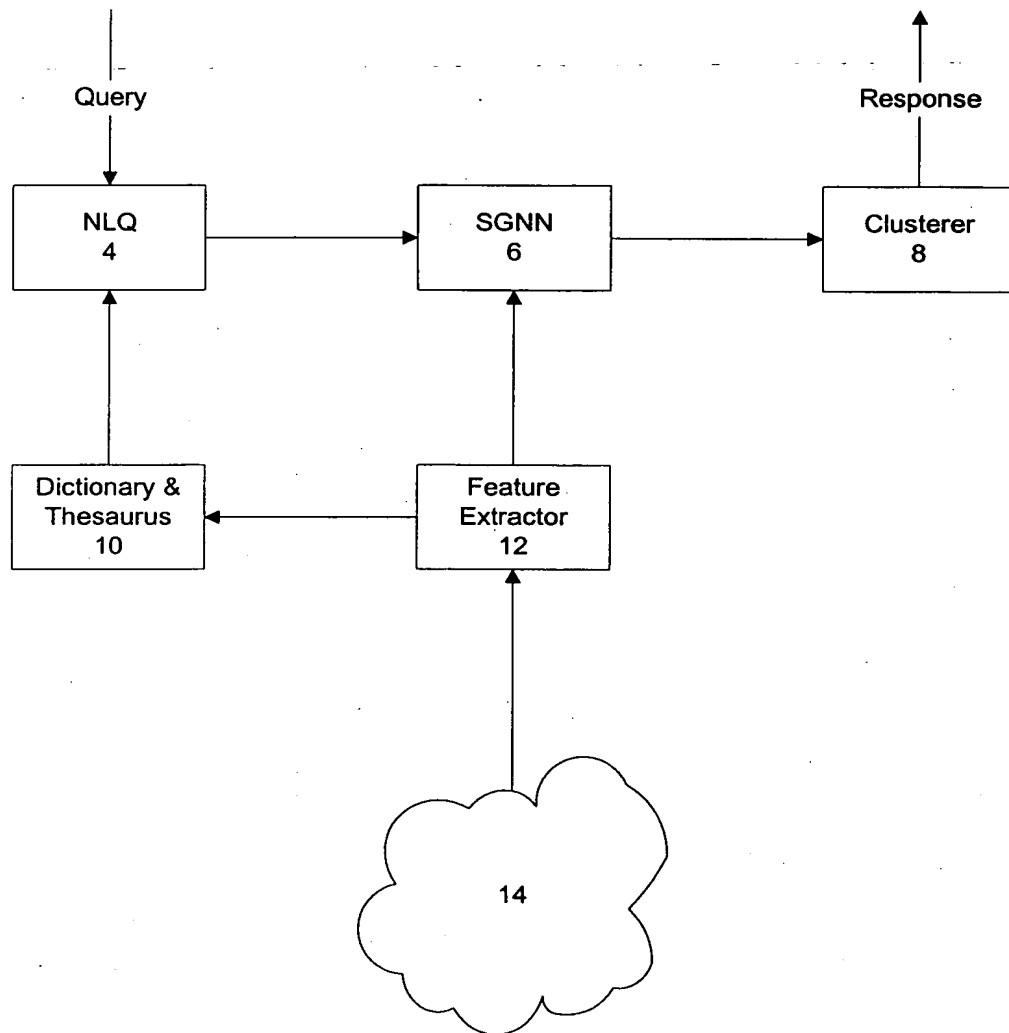 Query
Response
NLQ
4
SGNN
6
Clusterer
8
Dictionary &
Thesaurus
10
Feature
Extractor
12
14